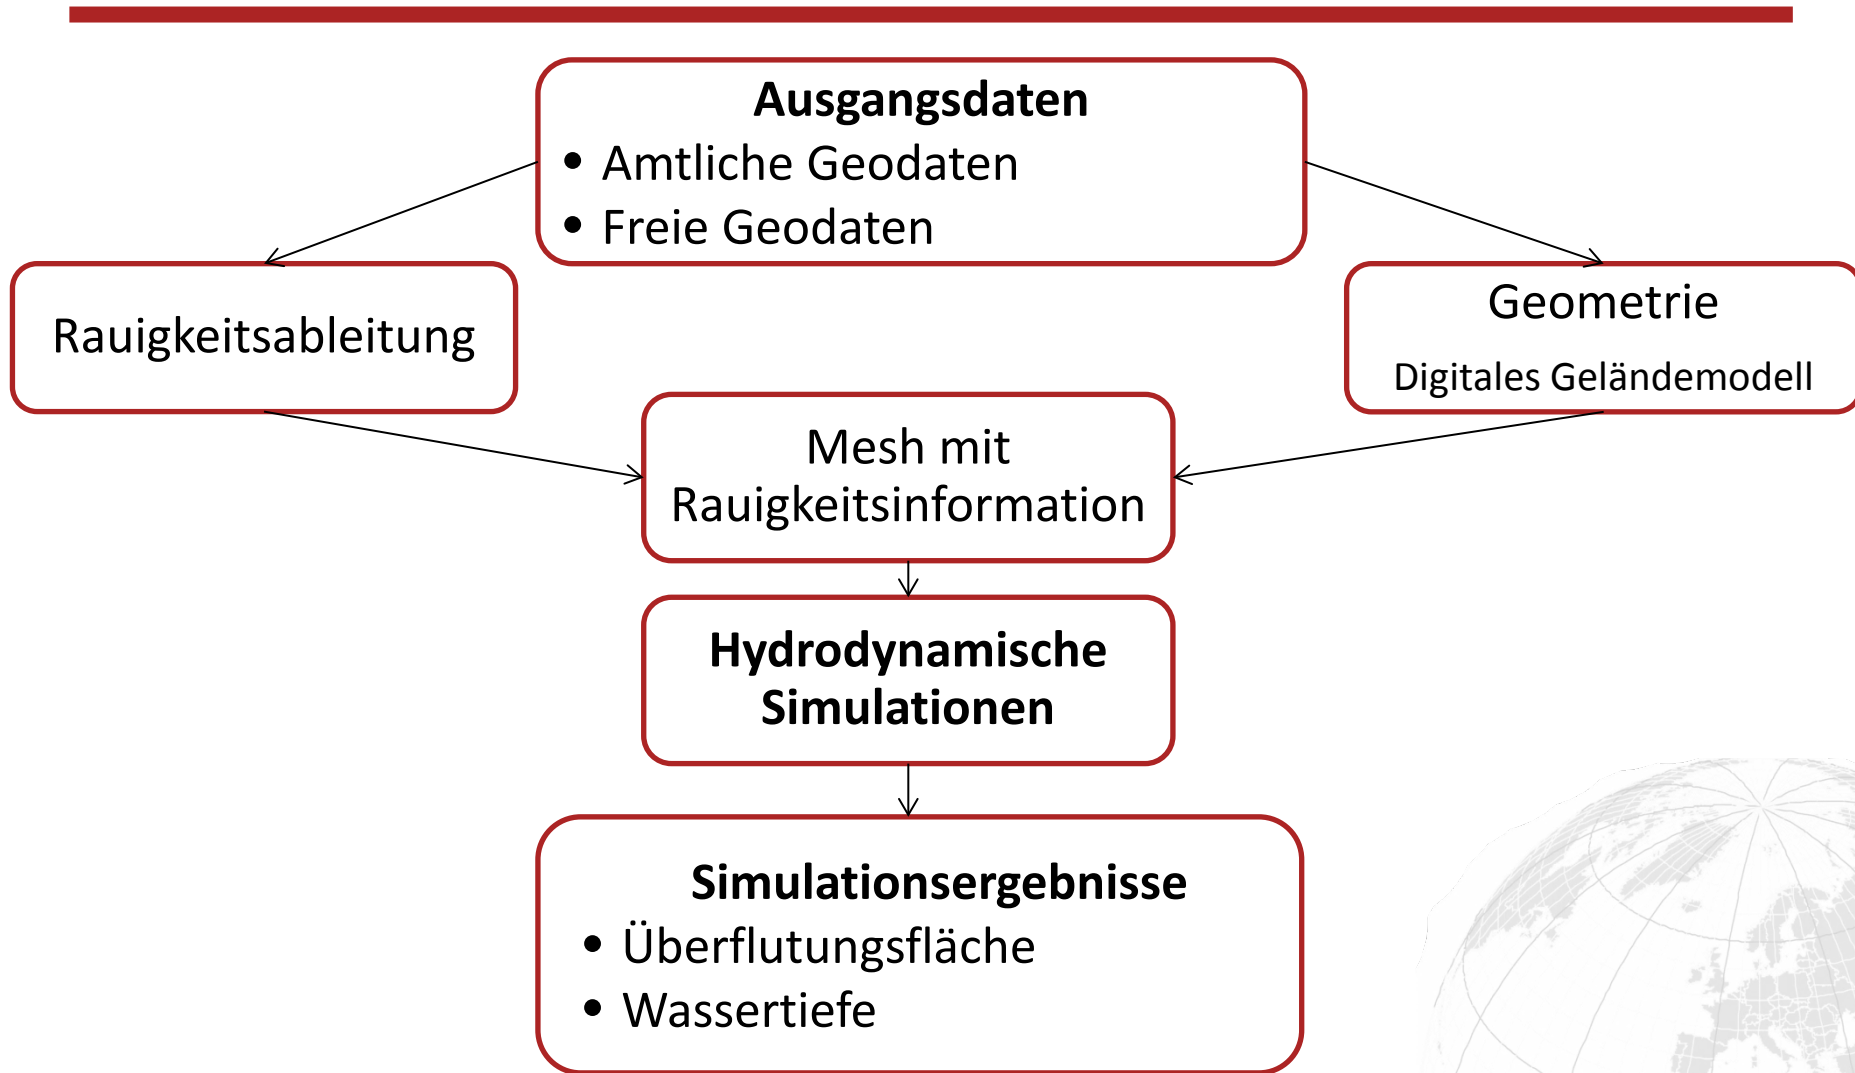 Ausgangsdaten
• Amtliche Geodaten
• Freie Geodaten
Rauigkeitsableitung
Geometrie
Digitales Geländemodell
Mesh mit
Rauigkeitsinformation
Hydrodynamische
Simulationen
Simulationsergebnisse
• Überflutungsfläche
• Wassertiefe